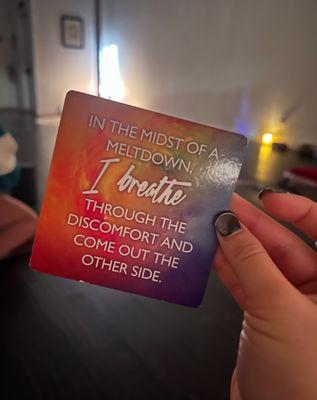 IN THE MIDST OF A
MELTDOWN,
I breathe
THROUGH THE
DISCOMFORT AND
COME OUT THE
OTHER SIDE.